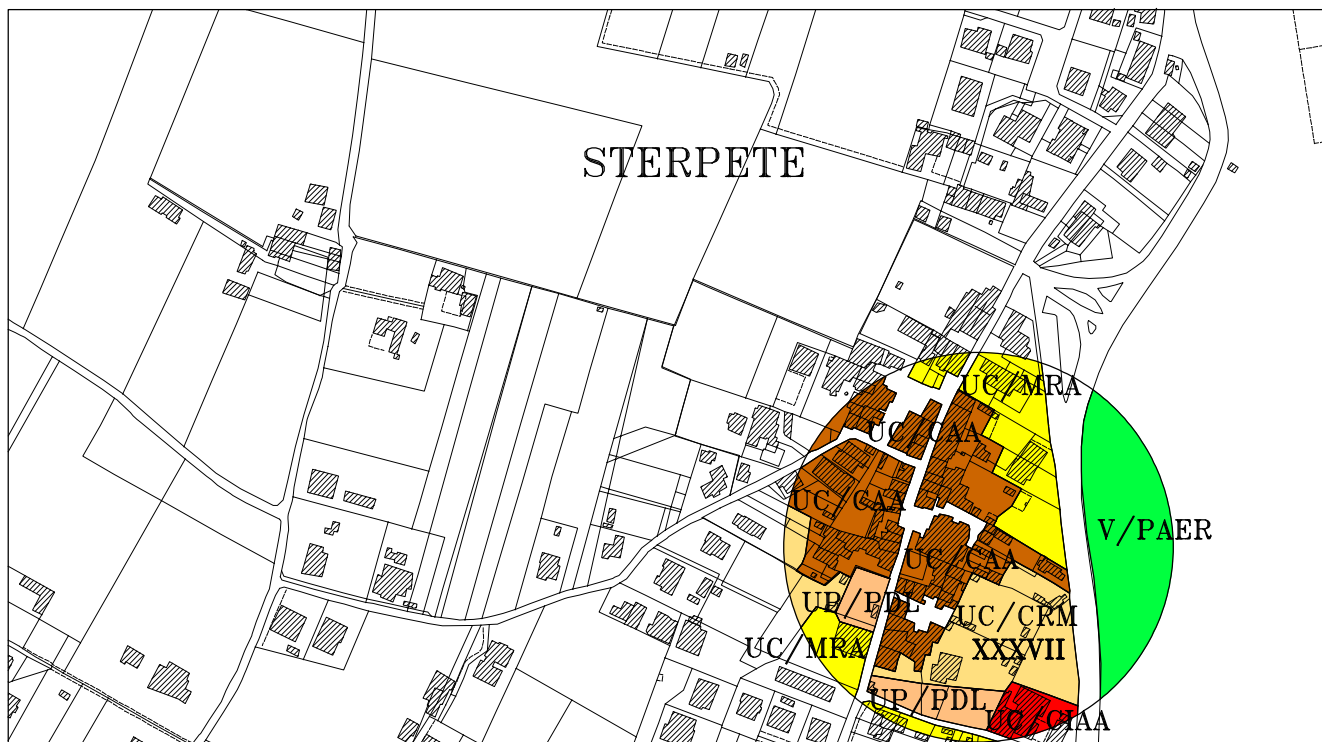 STERPETE
UC/MRA
UC/CAA
UC/CAA
V/PAER
UC/CAA
UP/PDL
UC/CRM
XXXVII
UC/MRA
UP/PDL
UC/CIAA